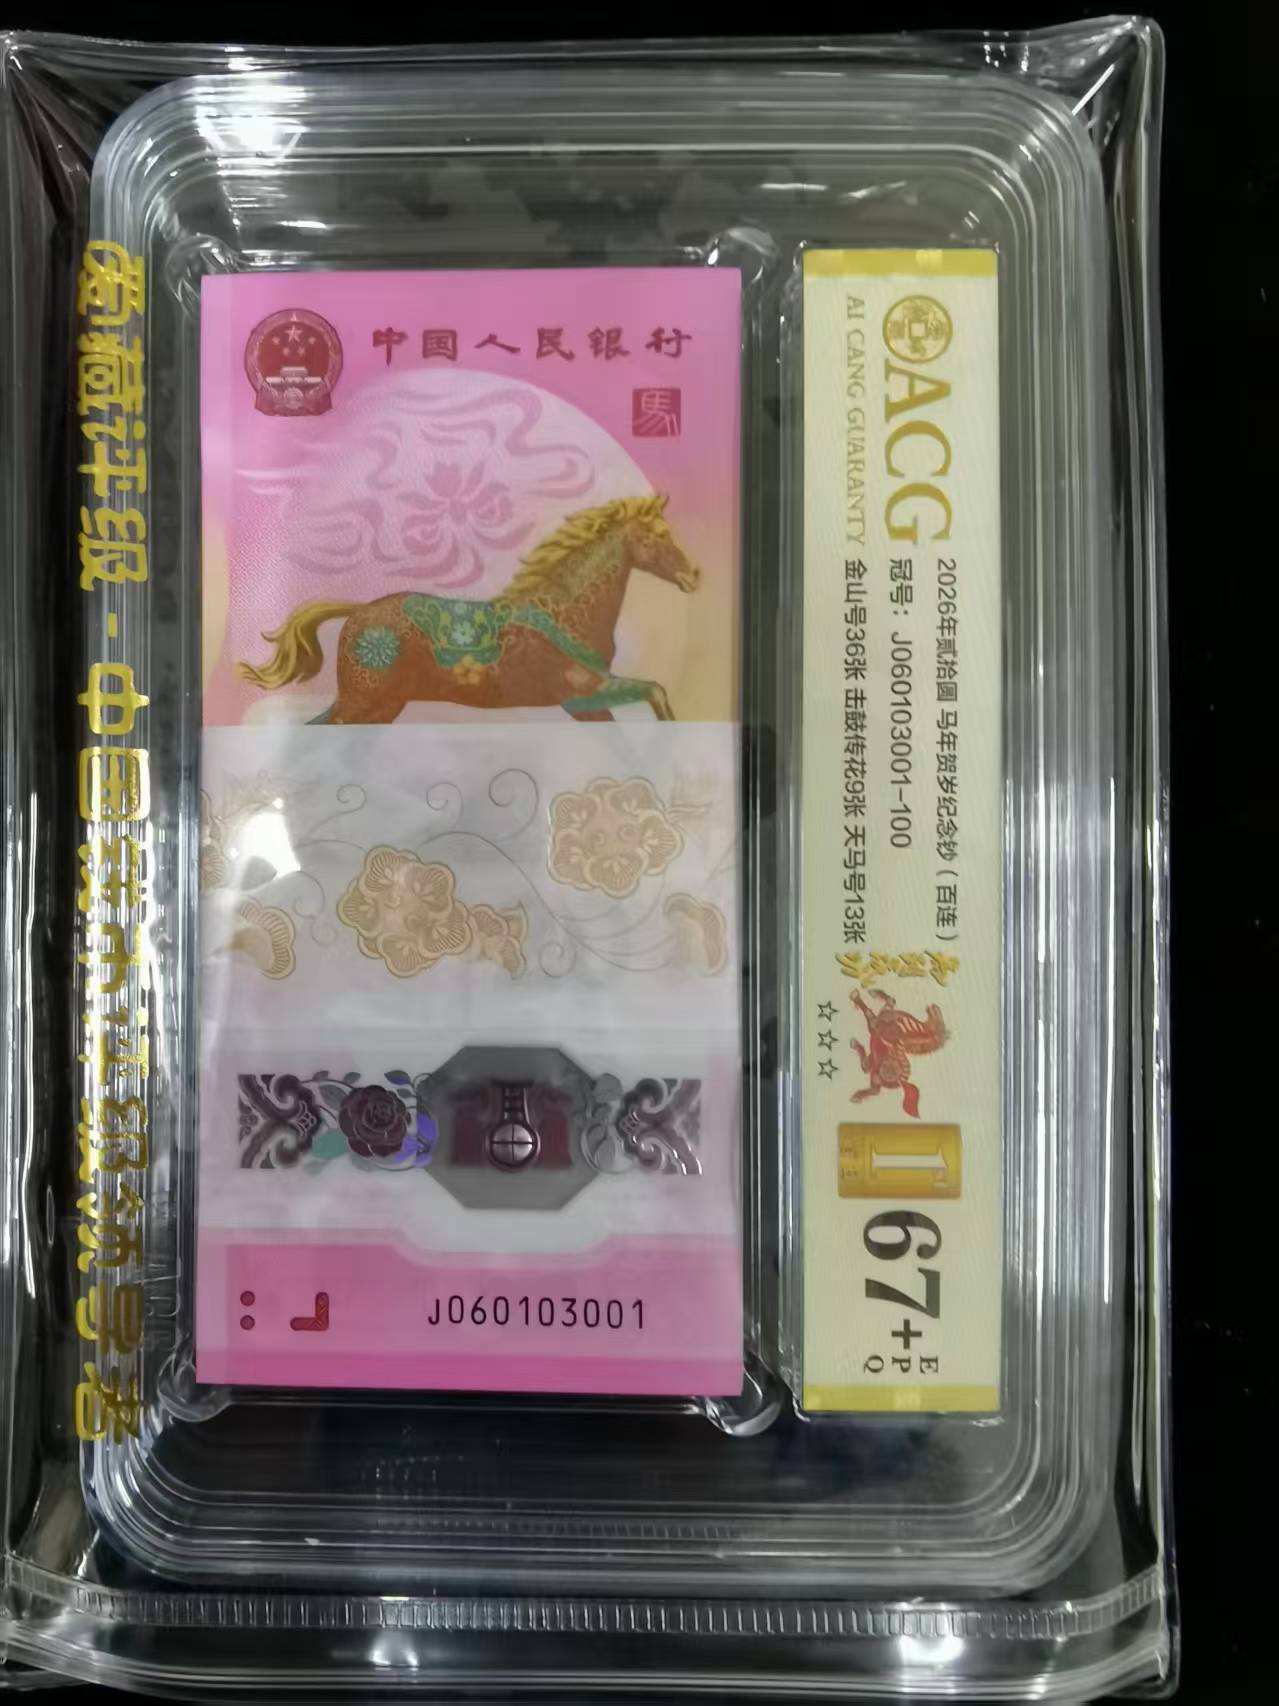 爱藏评级-中国钱币评级领导者
中国人民银行
馬
J060103001
ACG
AI CANG GUARANTY
2026年贰拾圆 马年贺岁纪念钞（百连）
冠号：J060103001-100
金山号36张 击鼓传花9张 天马号13张
☆☆☆
1
67+
E
P
Q